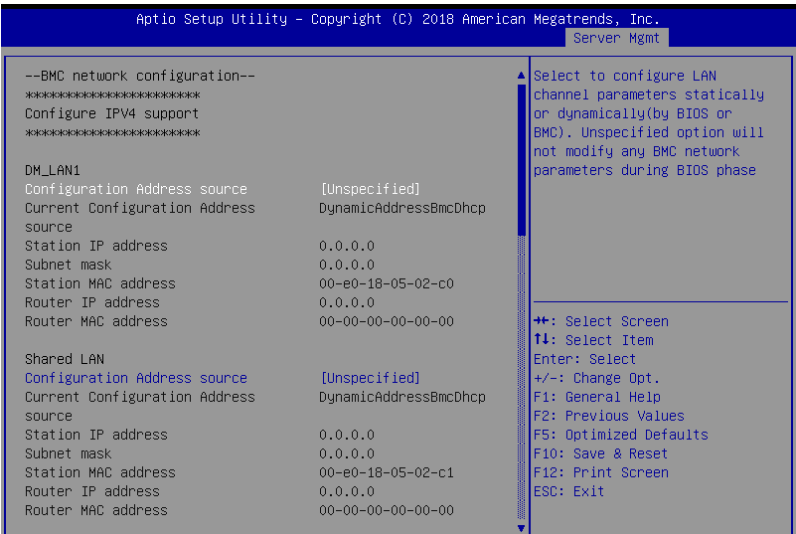 Aptio Setup Utility – Copyright (C) 2018 American Megatrends, Inc.
Server Mgmt
--BMC network configuration--
***********************
Configure IPV4 support
***********************
DM_LAN1
Configuration Address source [Unspecified]
Current Configuration Address DynamicAddressBmcDhcp
source
Station IP address 0.0.0.0
Subnet mask 0.0.0.0
Station MAC address 00-e0-18-05-02-c0
Router IP address 0.0.0.0
Router MAC address 00-00-00-00-00-00
Shared LAN
Configuration Address source [Unspecified]
Current Configuration Address DynamicAddressBmcDhcp
source
Station IP address 0.0.0.0
Subnet mask 0.0.0.0
Station MAC address 00-e0-18-05-02-c1
Router IP address 0.0.0.0
Router MAC address 00-00-00-00-00-00
Select to configure LAN
channel parameters statically
or dynamically(by BIOS or
BMC). Unspecified option will
not modify any BMC network
parameters during BIOS phase
→←: Select Screen
↑↓: Select Item
Enter: Select
+/-: Change Opt.
F1: General Help
F2: Previous Values
F5: Optimized Defaults
F10: Save & Reset
F12: Print Screen
ESC: Exit